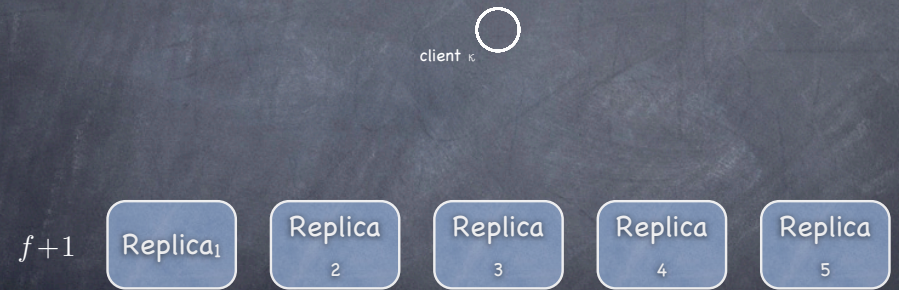 client κ
f+1
Replica1
Replica
2
Replica
3
Replica
4
Replica
5